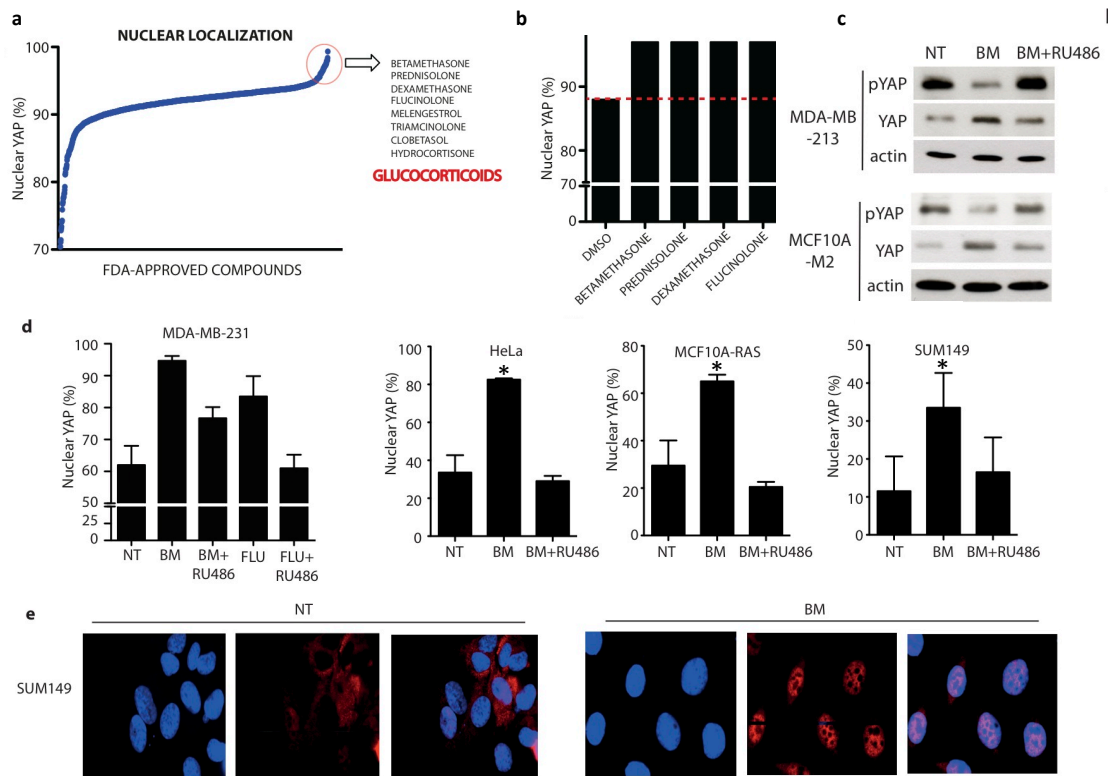 a
NUCLEAR LOCALIZATION
Nuclear YAP (%)
100
90
80
70
FDA-APPROVED COMPOUNDS
BETAMETHASONE
PREDNISOLONE
DEXAMETHASONE
FLUCINOLONE
MELENGESTROL
TRIAMCINOLONE
CLOBETASOL
HYDROCORTISONE
GLUCOCORTICOIDS
b
Nuclear YAP (%)
90
80
70
0
DMSO
BETAMETHASONE
PREDNISOLONE
DEXAMETHASONE
FLUCINOLONE
c
NT BM BM+RU486
MDA-MB
-213
pYAP
YAP
actin
MCF10A
-M2
pYAP
YAP
actin
d
MDA-MB-231
Nuclear YAP (%)
100
90
80
70
60
50
25
0
NT BM BM+ FLU FLU+
RU486 RU486
HeLa
Nuclear YAP (%)
80
60
40
20
0
*
NT BM BM+RU486
MCF10A-RAS
Nuclear YAP (%)
80
60
40
20
0
*
NT BM BM+RU486
SUM149
Nuclear YAP (%)
50
40
30
20
10
0
*
NT BM BM+RU486
e
NT BM
SUM149